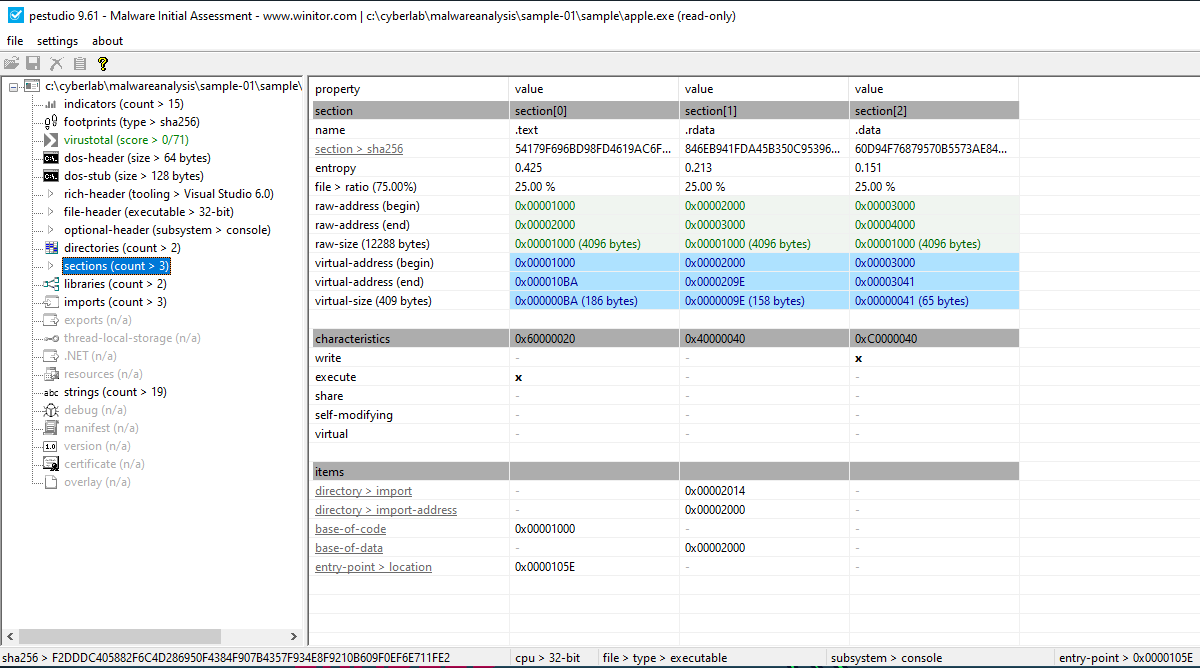 pestudio 9.61 - Malware Initial Assessment - www.winitor.com | c:\cyberlab\malwareanalysis\sample-01\sample\apple.exe (read-only)
file settings about
c:\cyberlab\malwareanalysis\sample-01\sample\
indicators (count > 15)
footprints (type > sha256)
virustotal (score > 0/71)
dos-header (size > 64 bytes)
dos-stub (size > 128 bytes)
rich-header (tooling > Visual Studio 6.0)
file-header (executable > 32-bit)
optional-header (subsystem > console)
directories (count > 2)
sections (count > 3)
libraries (count > 2)
imports (count > 3)
exports (n/a)
thread-local-storage (n/a)
.NET (n/a)
resources (n/a)
abc strings (count > 19)
debug (n/a)
manifest (n/a)
1.0 version (n/a)
certificate (n/a)
overlay (n/a)
property value value value
section section[0] section[1] section[2]
name .text .rdata .data
section > sha256 54179F696BD98FD4619AC6F... 846EB941FDA45B350C95396... 60D94F76879570B5573AE84...
entropy 0.425 0.213 0.151
file > ratio (75.00%) 25.00 % 25.00 % 25.00 %
raw-address (begin) 0x00001000 0x00002000 0x00003000
raw-address (end) 0x00002000 0x00003000 0x00004000
raw-size (12288 bytes) 0x00001000 (4096 bytes) 0x00001000 (4096 bytes) 0x00001000 (4096 bytes)
virtual-address (begin) 0x00001000 0x00002000 0x00003000
virtual-address (end) 0x000010BA 0x0000209E 0x00003041
virtual-size (409 bytes) 0x000000BA (186 bytes) 0x0000009E (158 bytes) 0x00000041 (65 bytes)
characteristics 0x60000020 0x40000040 0xC0000040
write - - x
execute x - -
share - - -
self-modifying - - -
virtual - - -
items
directory > import - 0x00002014 -
directory > import-address - 0x00002000 -
base-of-code 0x00001000 - -
base-of-data - 0x00002000 -
entry-point > location 0x0000105E - -
sha256 > F2DDDC405882F6C4D286950F4384F907B4357F934E8F9210B609F0EF6E711FE2 cpu > 32-bit file > type > executable subsystem > console entry-point > 0x0000105E